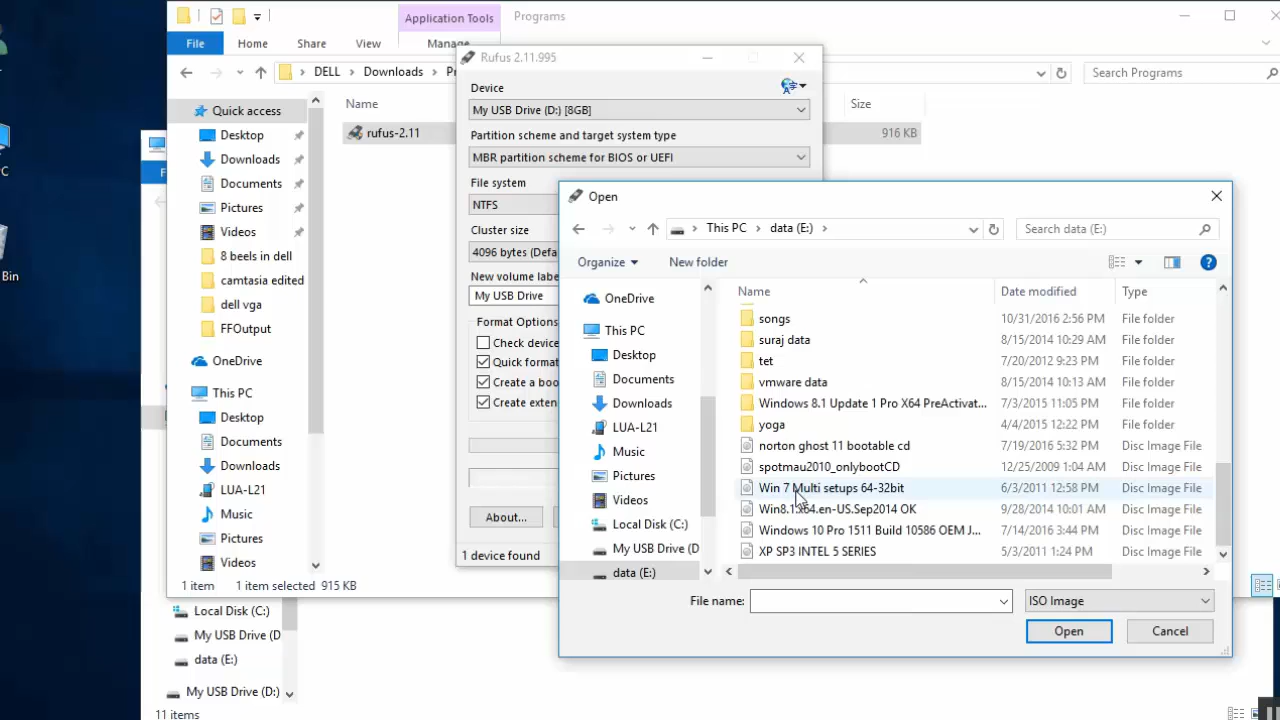 Application Tools
Programs
File
Home
Share
View
Manage
DELL
Downloads
Search Programs
Quick access
Desktop
Downloads
Documents
Pictures
Videos
8 beels in dell
camtasia edited
dell vga
FFOutput
OneDrive
This PC
Desktop
Documents
Downloads
LUA-L21
Music
Pictures
Videos
Name
Size
rufus-2.11
916 KB
1 item
1 item selected
915 KB
Local Disk (C:)
My USB Drive (D
data (E:)
My USB Drive (D:)
11 items
Bin
Rufus 2.11.995
Device
My USB Drive (D:) [8GB]
Partition scheme and target system type
MBR partition scheme for BIOS or UEFI
File system
NTFS
Cluster size
4096 bytes (Defa
New volume labe
My USB Drive
Format Options
Check device
Quick format
Create a boo
Create exten
About...
1 device found
Open
This PC
data (E:)
Search data (E:)
Organize
New folder
OneDrive
This PC
Desktop
Documents
Downloads
LUA-L21
Music
Pictures
Videos
Local Disk (C:)
My USB Drive (D
data (E:)
Name
Date modified
Type
songs 10/31/2016 2:56 PM File folder
suraj data 8/15/2014 10:29 AM File folder
tet 7/20/2012 9:23 PM File folder
vmware data 8/15/2014 10:13 AM File folder
Windows 8.1 Update 1 Pro X64 PreActivat... 7/3/2015 11:05 PM File folder
yoga 4/4/2015 12:22 PM File folder
norton ghost 11 bootable cd 7/19/2016 5:32 PM Disc Image File
spotmau2010_onlybootCD 12/25/2009 1:04 AM Disc Image File
Win 7 Multi setups 64-32bit 6/3/2011 12:58 PM Disc Image File
Win8.1.X64.en-US.Sep2014 OK 9/28/2014 10:01 AM Disc Image File
Windows 10 Pro 1511 Build 10586 OEM J... 7/14/2016 3:44 PM Disc Image File
XP SP3 INTEL 5 SERIES 5/3/2011 1:24 PM Disc Image File
File name:
ISO Image
Open
Cancel